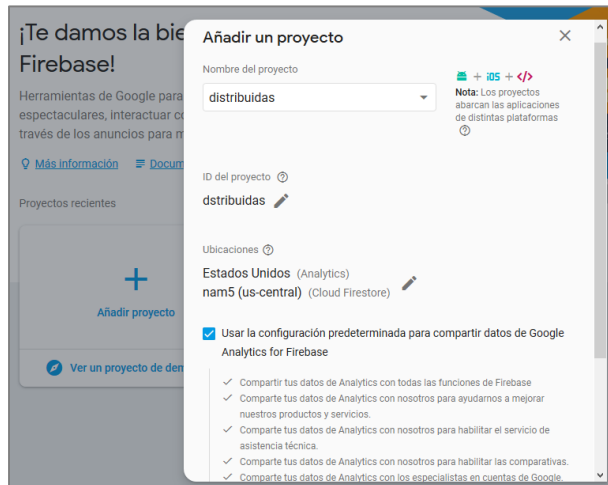 ¡Te damos la bie
Firebase!
Herramientas de Google para
espectaculares, interactuar co
través de los anuncios para m
Más información
Docum
Proyectos recientes
Añadir proyecto
Ver un proyecto de den
Añadir un proyecto
Nombre del proyecto
distribuidas
+ iOS + </>
Nota: Los proyectos
abarcan las aplicaciones
de distintas plataformas
ID del proyecto
dstribuidas
Ubicaciones
Estados Unidos (Analytics)
nam5 (us-central) (Cloud Firestore)
Usar la configuración predeterminada para compartir datos de Google
Analytics for Firebase
Compartir tus datos de Analytics con todas las funciones de Firebase
Comparte tus datos de Analytics con nosotros para ayudarnos a mejorar
nuestros productos y servicios.
Comparte tus datos de Analytics con nosotros para habilitar el servicio de
asistencia técnica.
Comparte tus datos de Analytics con nosotros para habilitar las comparativas.
Comparte tus datos de Analytics con los especialistas en cuentas de Google.